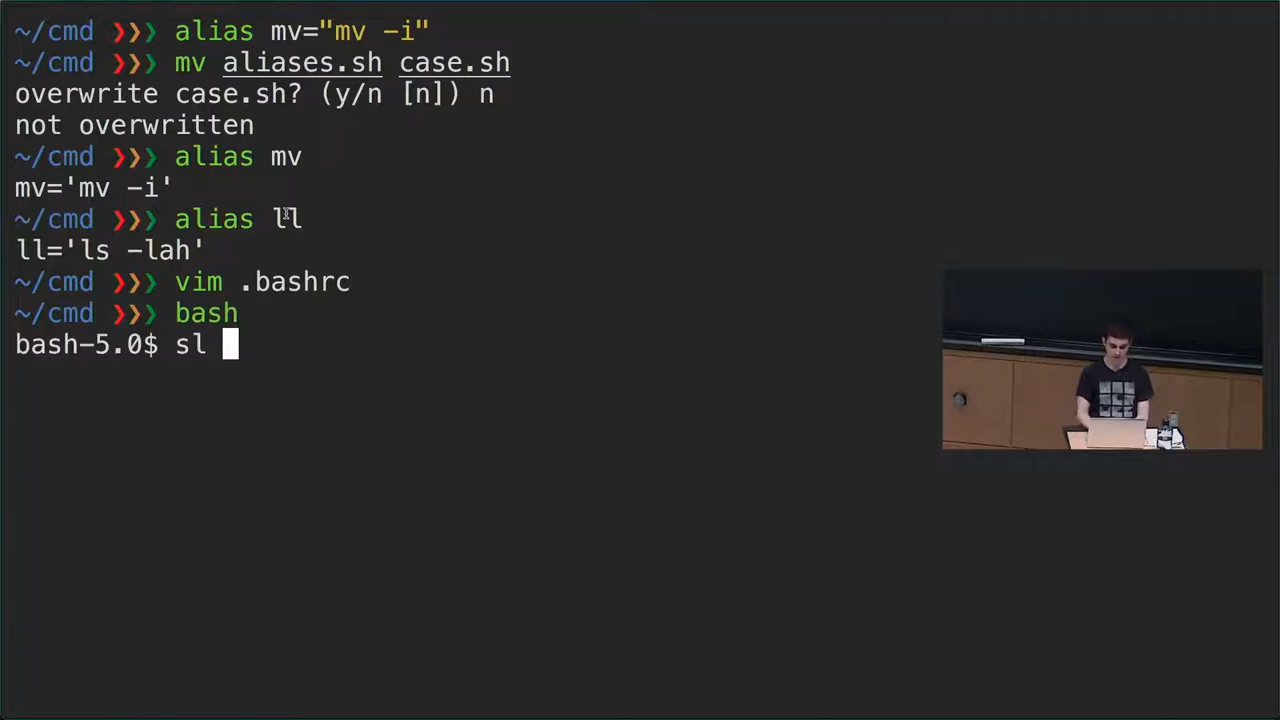 ~/cmd ❯❯❯ alias mv="mv -i"
~/cmd ❯❯❯ mv aliases.sh case.sh
overwrite case.sh? (y/n [n]) n
not overwritten
~/cmd ❯❯❯ alias mv
mv='mv -i'
~/cmd ❯❯❯ alias ll
ll='ls -lah'
~/cmd ❯❯❯ vim .bashrc
~/cmd ❯❯❯ bash
bash-5.0$ sl